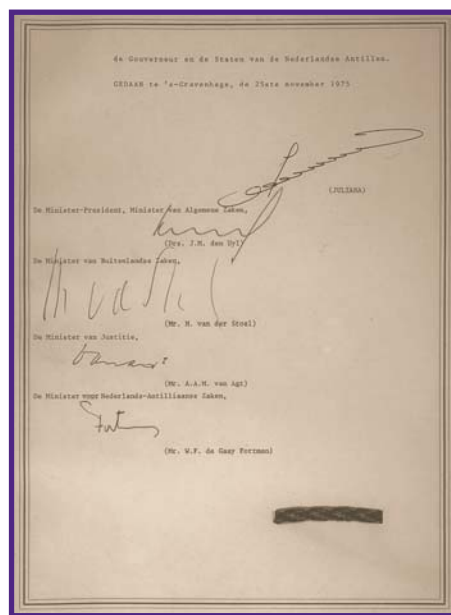 de Gouverneur en de Staten van de Nederlandse Antillen.
GEDAAN te 's-Gravenhage, de 25ste november 1975
(JULIANA)
De Minister-President, Minister van Algemene Zaken,
(Drs. J.M. den Uyl)
De Minister van Buitenlandse Zaken,
(Mr. M. van der Stoel)
De Minister van Justitie,
(Mr. A.A.M. van Agt)
De Minister voor Nederlands-Antilliaanse Zaken,
(Mr. W.F. de Gaay Fortman)